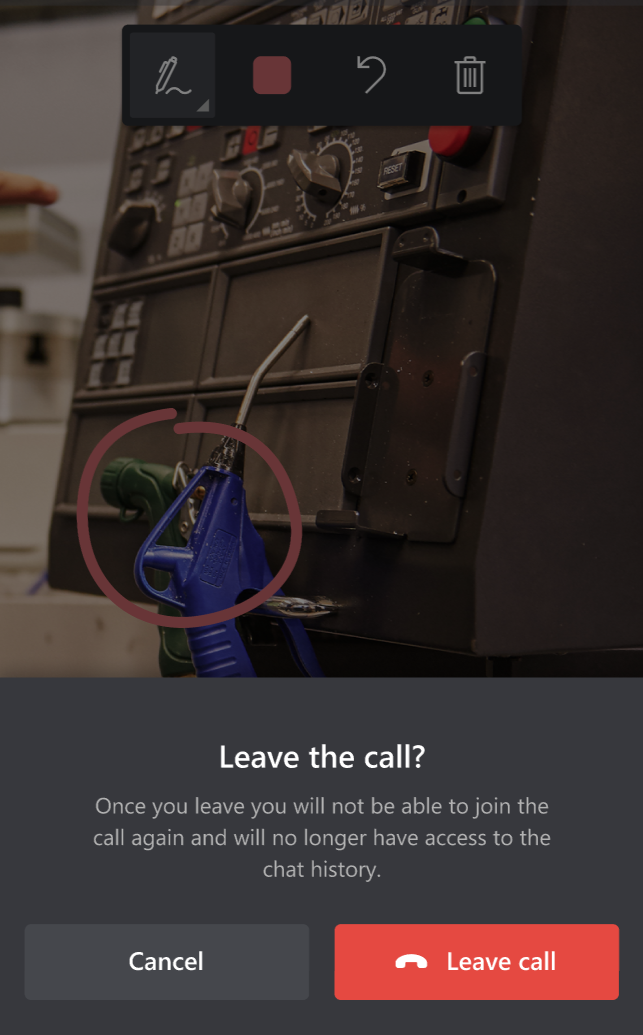 RESET
Leave the call?
Once you leave you will not be able to join the
call again and will no longer have access to the
chat history.
Cancel
Leave call